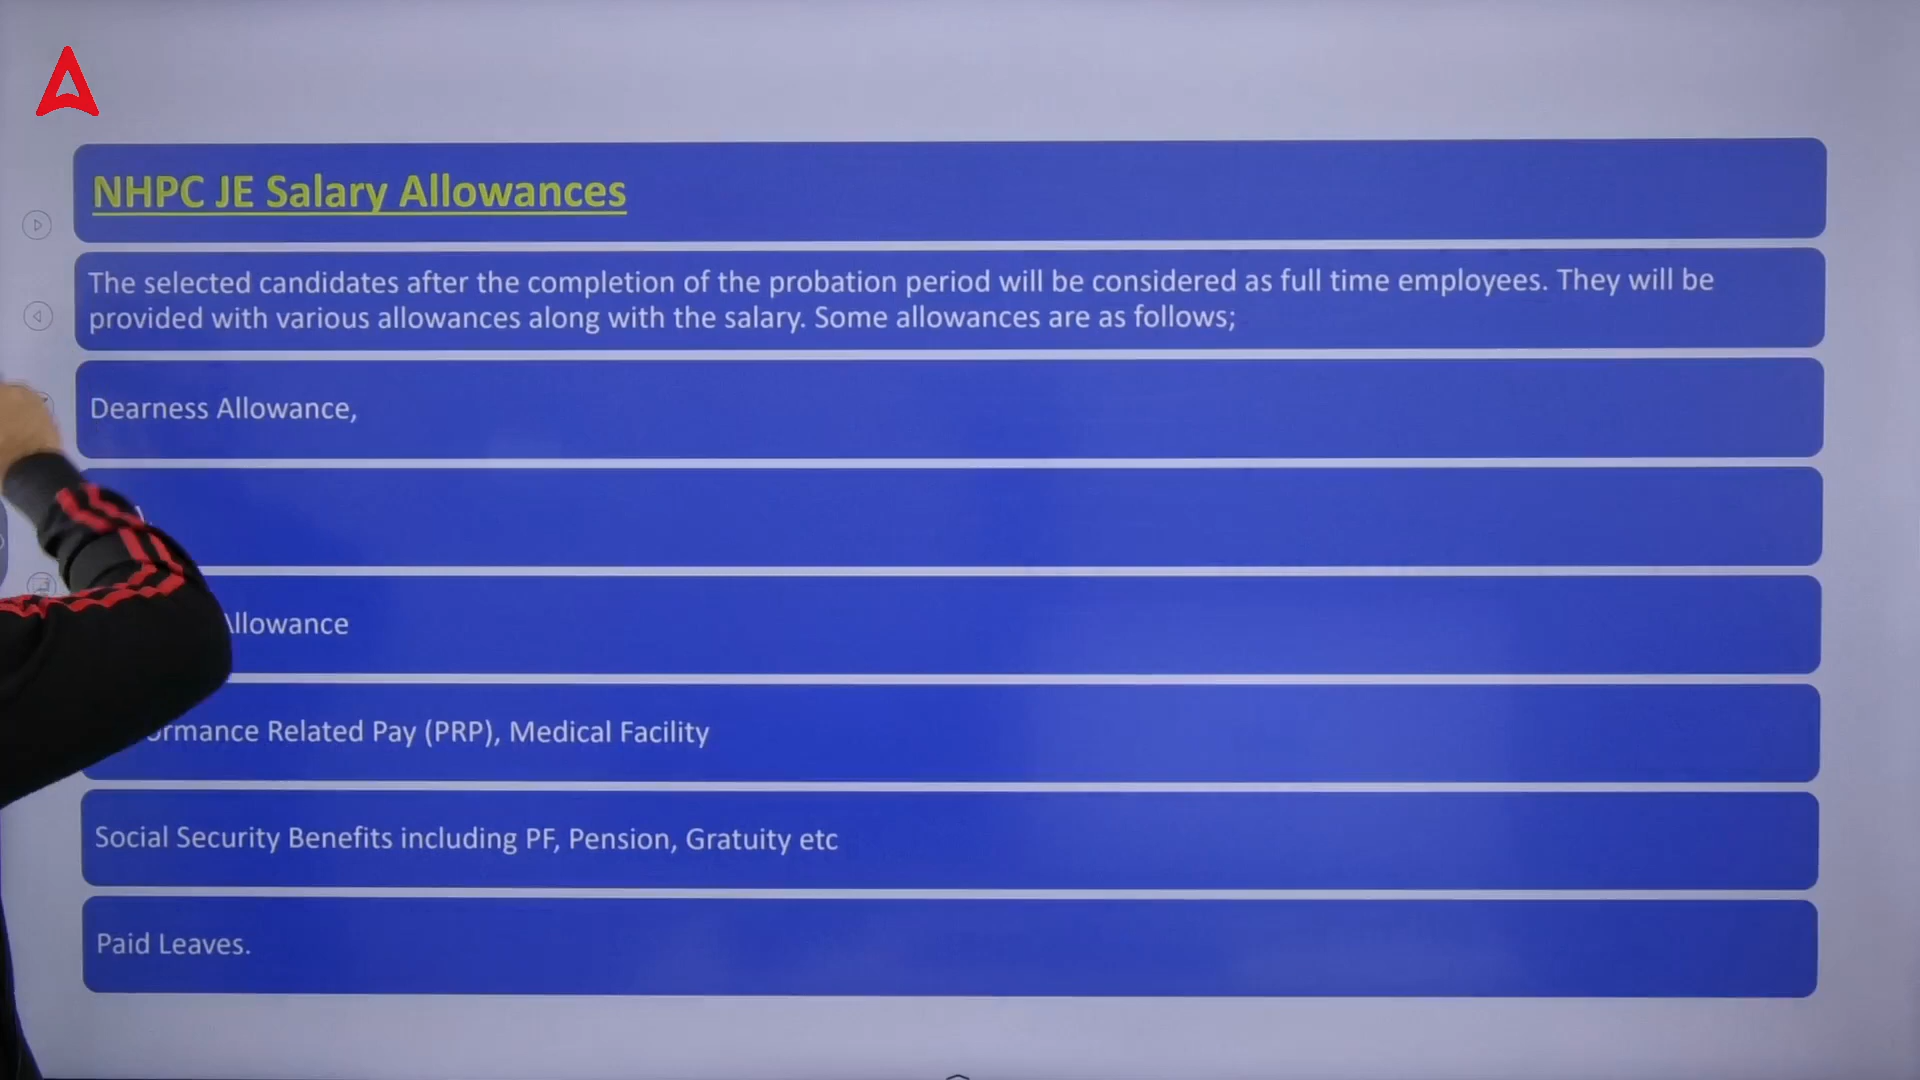 NHPC JE Salary Allowances
The selected candidates after the completion of the probation period will be considered as full time employees. They will be
provided with various allowances along with the salary. Some allowances are as follows;
Dearness Allowance,
Allowance
Related Pay (PRP), Medical Facility
Social Security Benefits including PF, Pension, Gratuity etc
Paid Leaves.